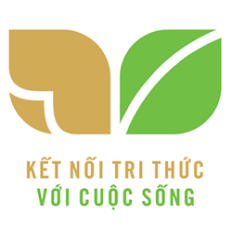 KẾT NỐI TRI THỨC
VỚI CUỘC SỐNG